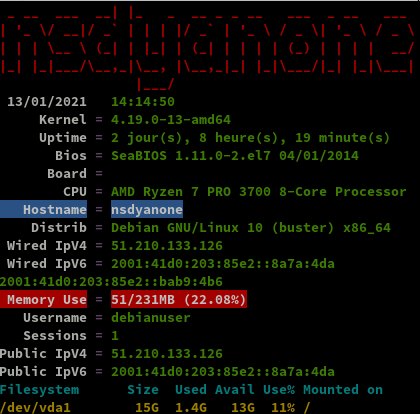 nsdyanone
13/01/2021 14:14:50
Kernel = 4.19.0-13-amd64
Uptime = 2 jour(s), 8 heure(s), 19 minute(s)
Bios = SeaBIOS 1.11.0-2.el7 04/01/2014
Board =
CPU = AMD Ryzen 7 PRO 3700 8-Core Processor
Hostname = nsdyanone
Distrib = Debian GNU/Linux 10 (buster) x86_64
Wired IpV4 = 51.210.133.126
Wired IpV6 = 2001:41d0:203:85e2::8a7a:4da
2001:41d0:203:85e2::bab9:4b6
Memory Use = 51/231MB (22.08%)
Username = debianuser
Sessions = 1
Public IpV4 = 51.210.133.126
Public IpV6 = 2001:41d0:203:85e2::8a7a:4da
Filesystem Size Used Avail Use% Mounted on
/dev/vda1 15G 1.4G 13G 11% /